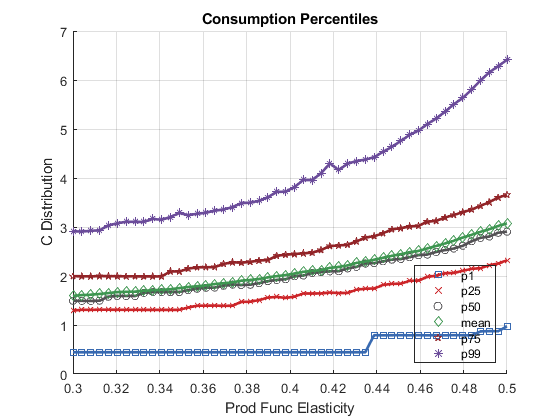 Consumption Percentiles
7
6
5
4
3
2
1
0
C Distribution
p1
p25
p50
mean
p75
p99
0.3 0.32 0.34 0.36 0.38 0.4 0.42 0.44 0.46 0.48 0.5
Prod Func Elasticity